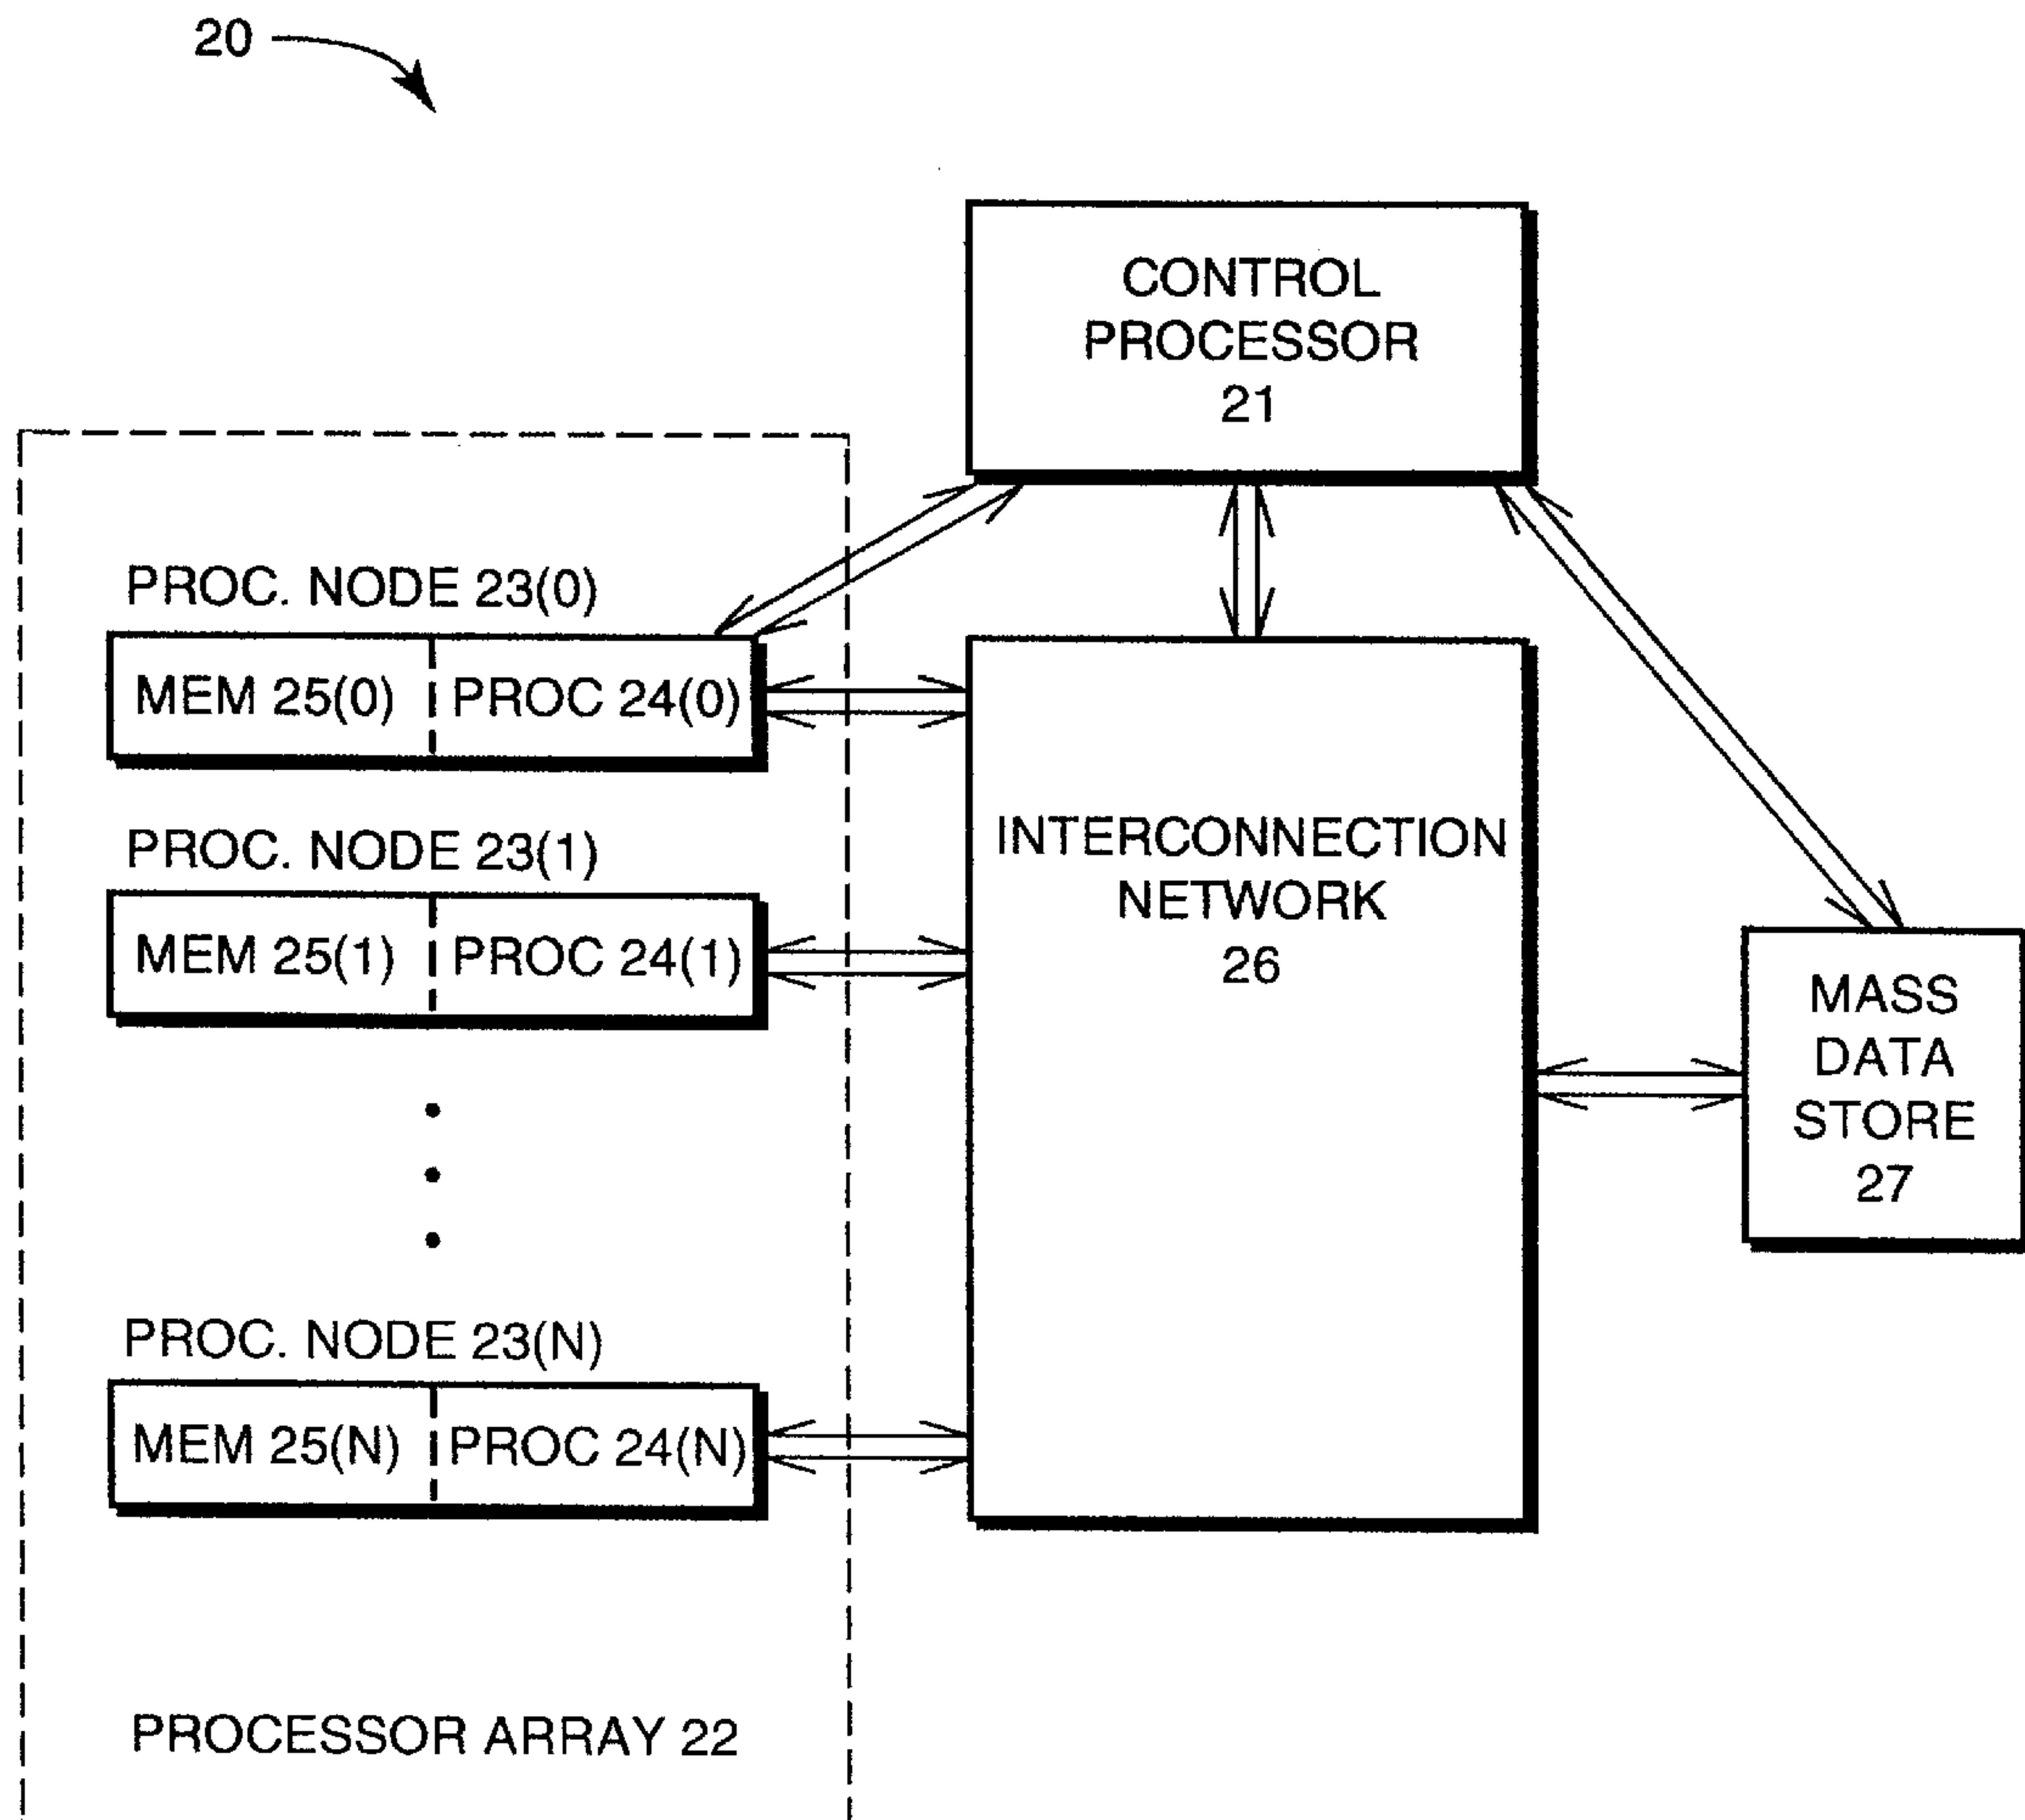 20
CONTROL
PROCESSOR
21
PROC. NODE 23(0)
MEM 25(0) PROC 24(0)
PROC. NODE 23(1)
MEM 25(1) PROC 24(1)
PROC. NODE 23(N)
MEM 25(N) PROC 24(N)
PROCESSOR ARRAY 22
INTERCONNECTION
NETWORK
26
MASS
DATA
STORE
27